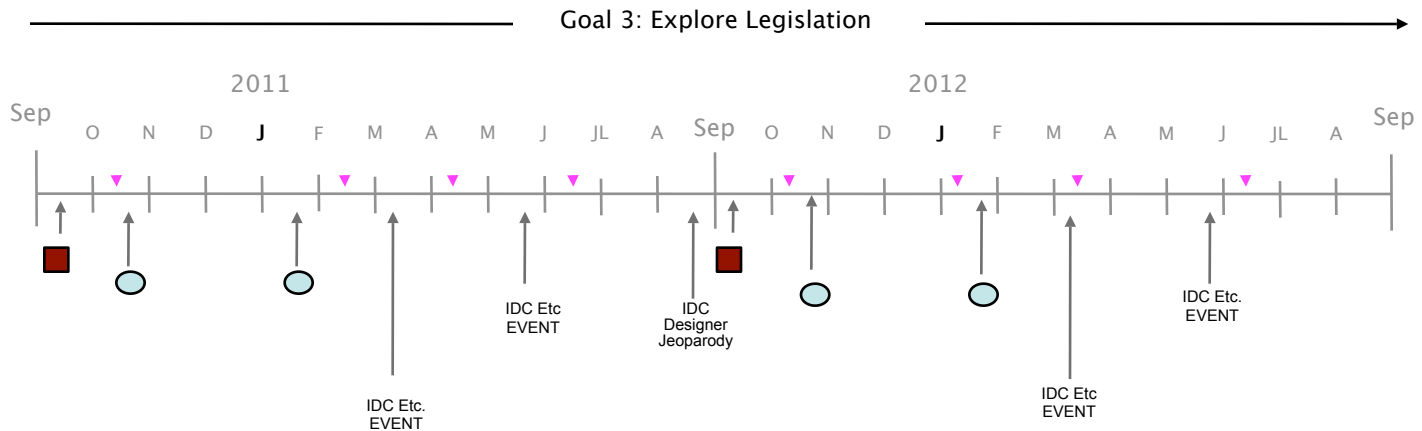 Goal 3: Explore Legislation
2011
2012
Sep
O
N
D
J
F
M
A
M
J
JL
A
Sep
O
N
D
J
F
M
A
M
J
JL
A
Sep
IDC Etc
EVENT
IDC
Designer
Jeoparody
IDC Etc.
EVENT
IDC Etc.
EVENT
IDC Etc
EVENT